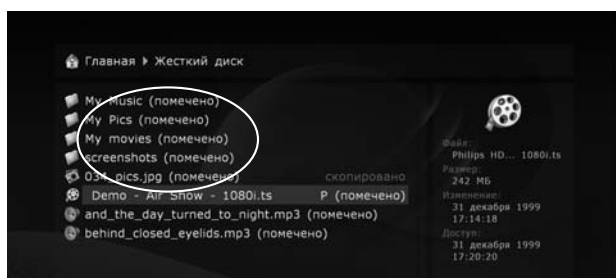 Главная Жесткий диск
My Music (помечено)
My Pics (помечено)
My movies (помечено)
screenshots (помечено)
034_pics.jpg (помечено) скопировано
Demo - Air Show - 1080i.ts P (помечено)
and_the_day_turned_to_night.mp3 (помечено)
behind_closed_eyelids.mp3 (помечено)
Файл:
Philips HD... 1080i.ts
Размер:
242 МБ
Изменение:
31 декабря 1999
17:14:18
Доступ:
31 декабря 1999
17:20:20